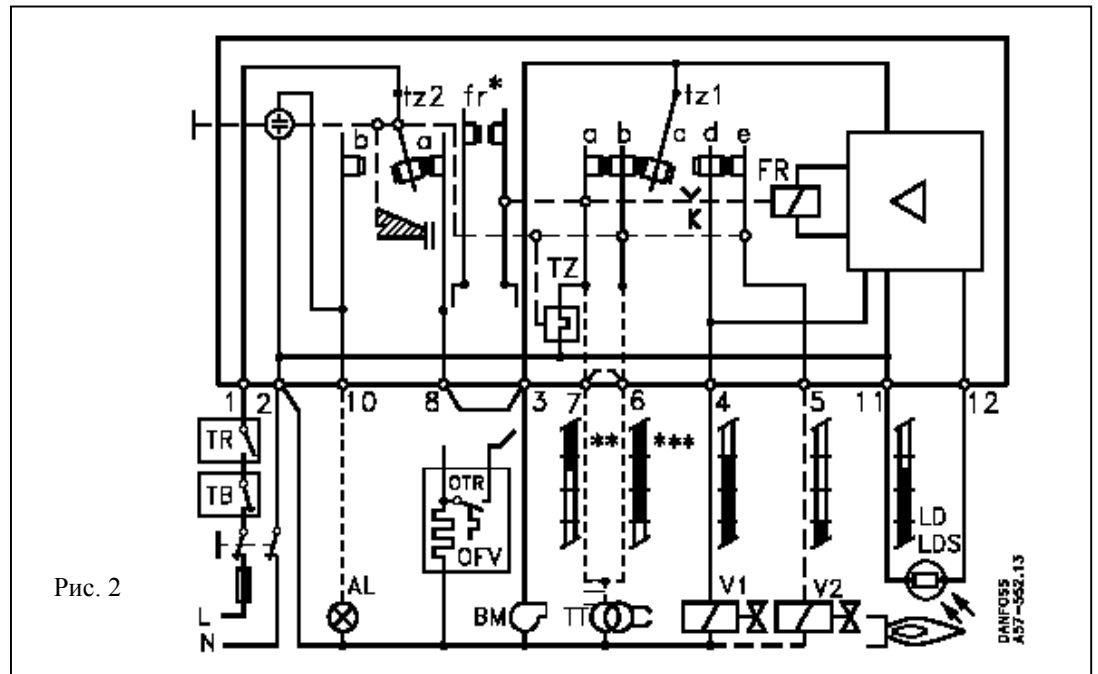 tz2 fr* tz1
b a a b c d e FR
K
TZ
1 2 10 8 3 7 6 4 5 11 12
TR ** ***
TB OTR
OFV LD
LDS
Рис. 2 AL BM TT V1 V2
L
N
DANFOSS
A57-552.13